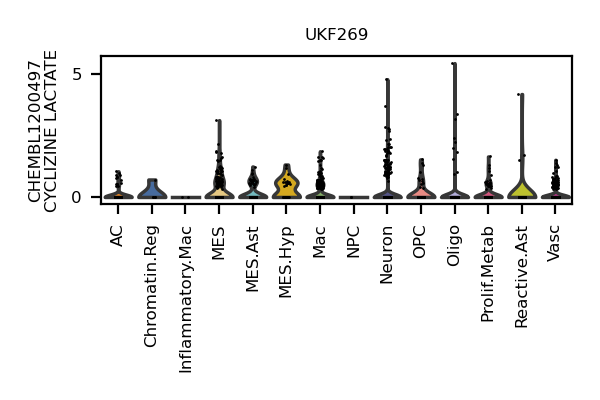 UKF269
CHEMBL1200497
CYCLIZINE LACTATE
5
0
AC
Chromatin.Reg
Inflammatory.Mac
MES
MES.Ast
MES.Hyp
Mac
NPC
Neuron
OPC
Oligo
Prolif.Metab
Reactive.Ast
Vasc